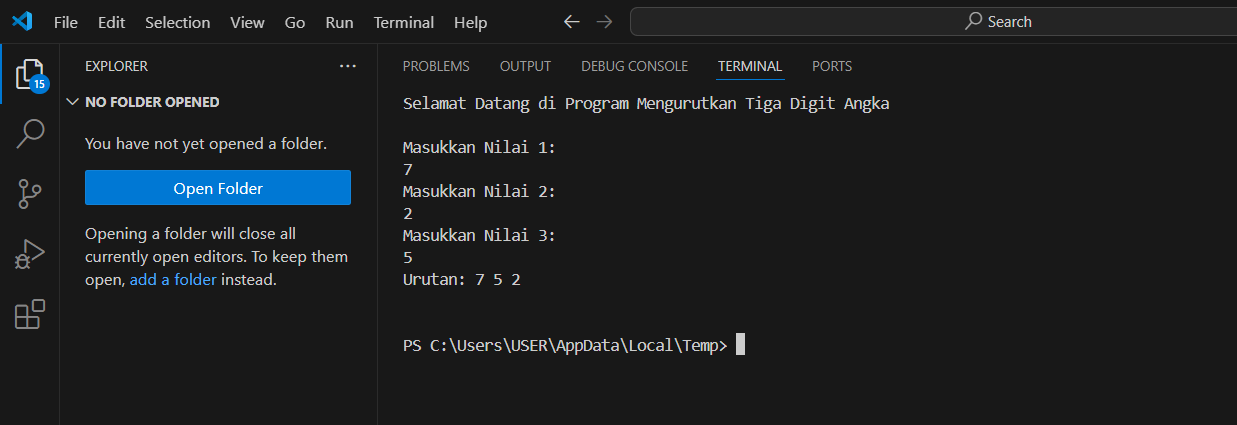 File Edit Selection View Go Run Terminal Help Search
15
EXPLORER
NO FOLDER OPENED
You have not yet opened a folder.
Open Folder
Opening a folder will close all
currently open editors. To keep them
open, add a folder instead.
PROBLEMS OUTPUT DEBUG CONSOLE TERMINAL PORTS
Selamat Datang di Program Mengurutkan Tiga Digit Angka
Masukkan Nilai 1:
7
Masukkan Nilai 2:
2
Masukkan Nilai 3:
5
Urutan: 7 5 2
PS C:\Users\USER\AppData\Local\Temp>